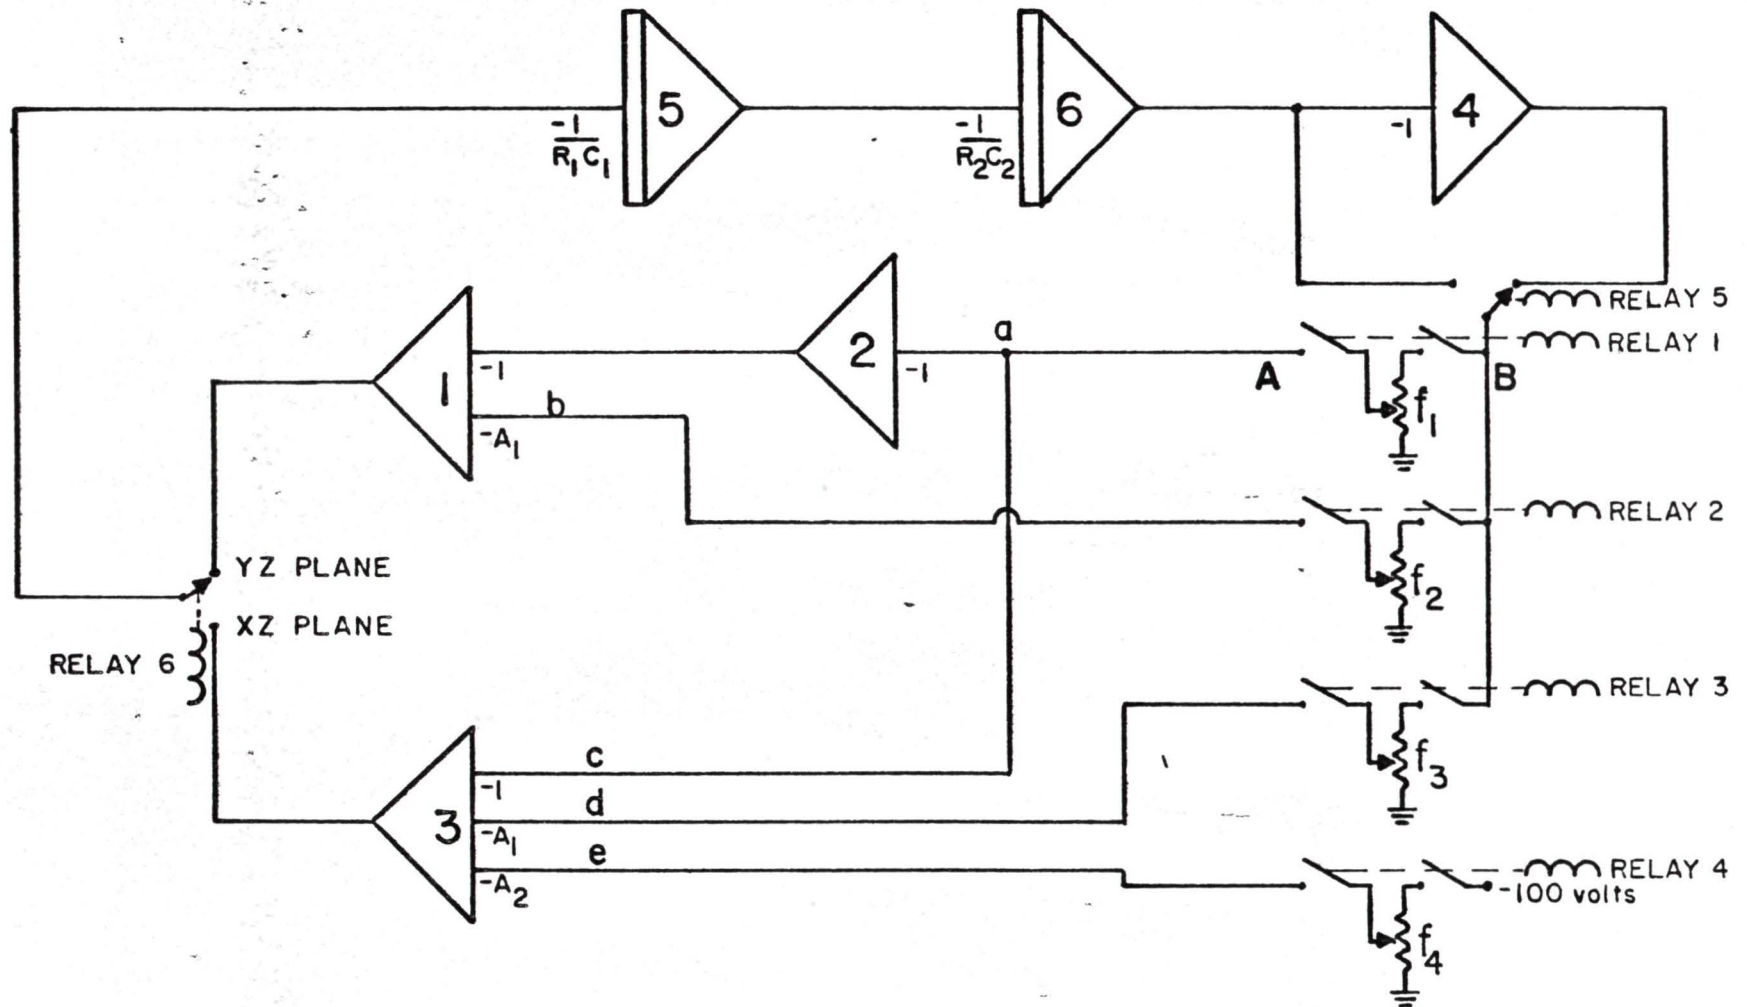 5
6
4
-1
R1C1
-1
R2C2
-1
RELAY 5
RELAY 1
a
2
-1
A
B
f1
1
-1
b
-A1
RELAY 2
f2
YZ PLANE
XZ PLANE
RELAY 6
RELAY 3
f3
3
c
-1
d
-A1
e
-A2
RELAY 4
-100 volts
f4